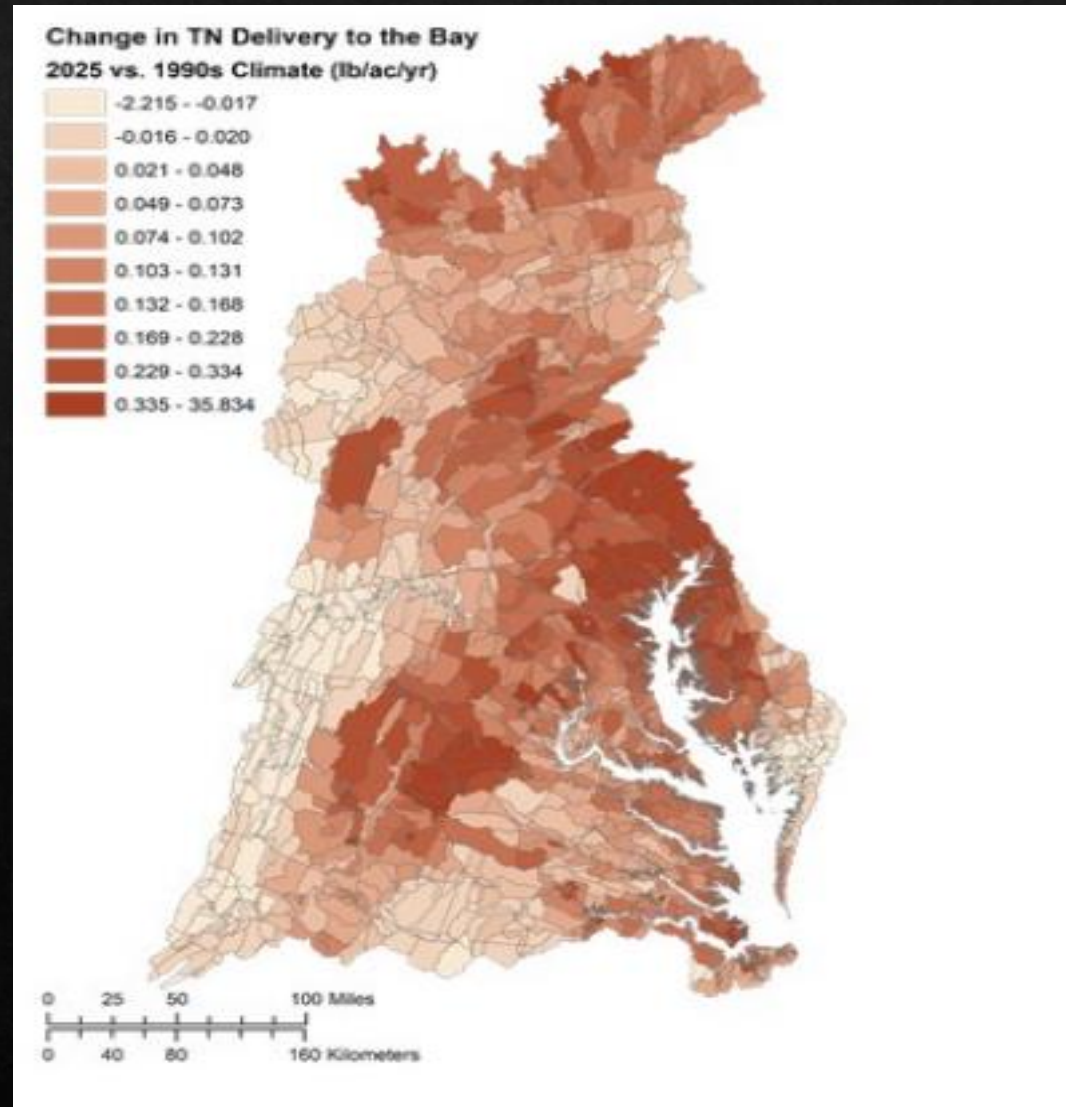 Change in TN Delivery to the Bay
2025 vs. 1990s Climate (lb/ac/yr)
-2.215 - -0.017
-0.016 - 0.020
0.021 - 0.048
0.049 - 0.073
0.074 - 0.102
0.103 - 0.131
0.132 - 0.168
0.169 - 0.228
0.229 - 0.334
0.335 - 35.834
0 25 50 100 Miles
0 40 80 160 Kilometers